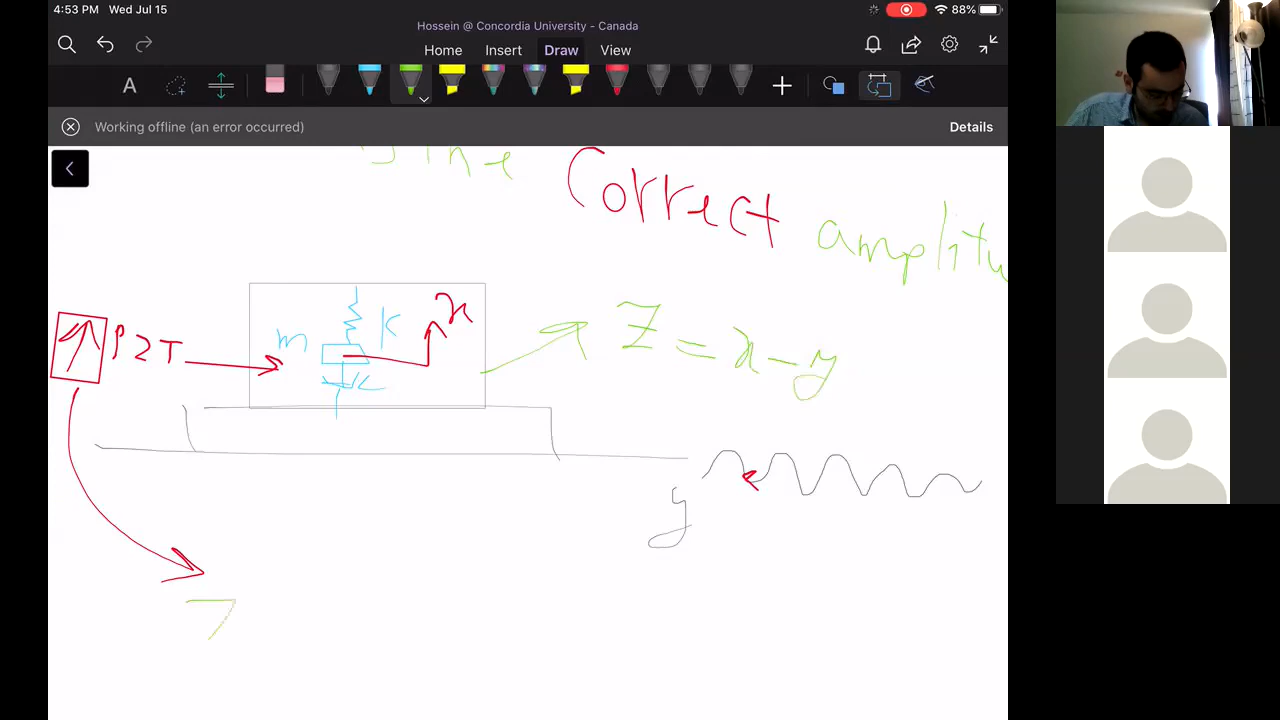 4:53 PM Wed Jul 15
88%
Hossein @ Concordia University - Canada
Home Insert Draw View
A
Working offline (an error occurred) Details
Correct
m
K
x
PZT
C
Z = x - y
y
Z